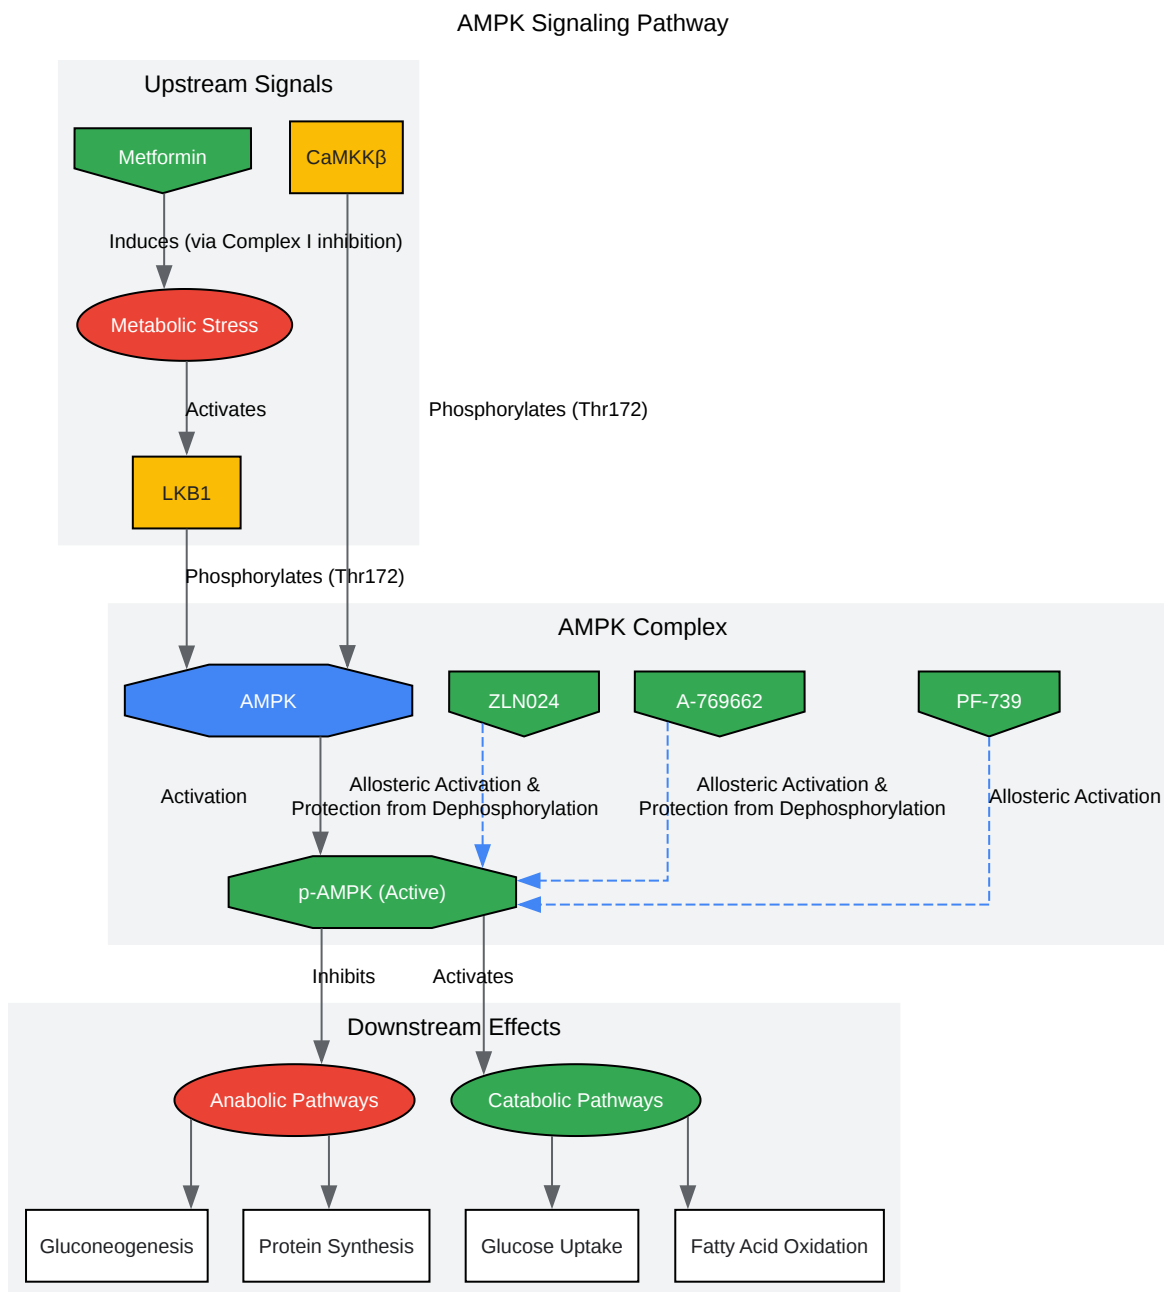 AMPK Signaling Pathway
Upstream Signals
Metformin
CaMKKβ
Induces (via Complex I inhibition)
Metabolic Stress
Activates
Phosphorylates (Thr172)
LKB1
Phosphorylates (Thr172)
AMPK Complex
AMPK
ZLN024
A-769662
PF-739
Activation
Allosteric Activation &
Protection from Dephosphorylation
Allosteric Activation &
Protection from Dephosphorylation
Allosteric Activation
p-AMPK (Active)
Inhibits
Activates
Downstream Effects
Anabolic Pathways
Catabolic Pathways
Gluconeogenesis
Protein Synthesis
Glucose Uptake
Fatty Acid Oxidation